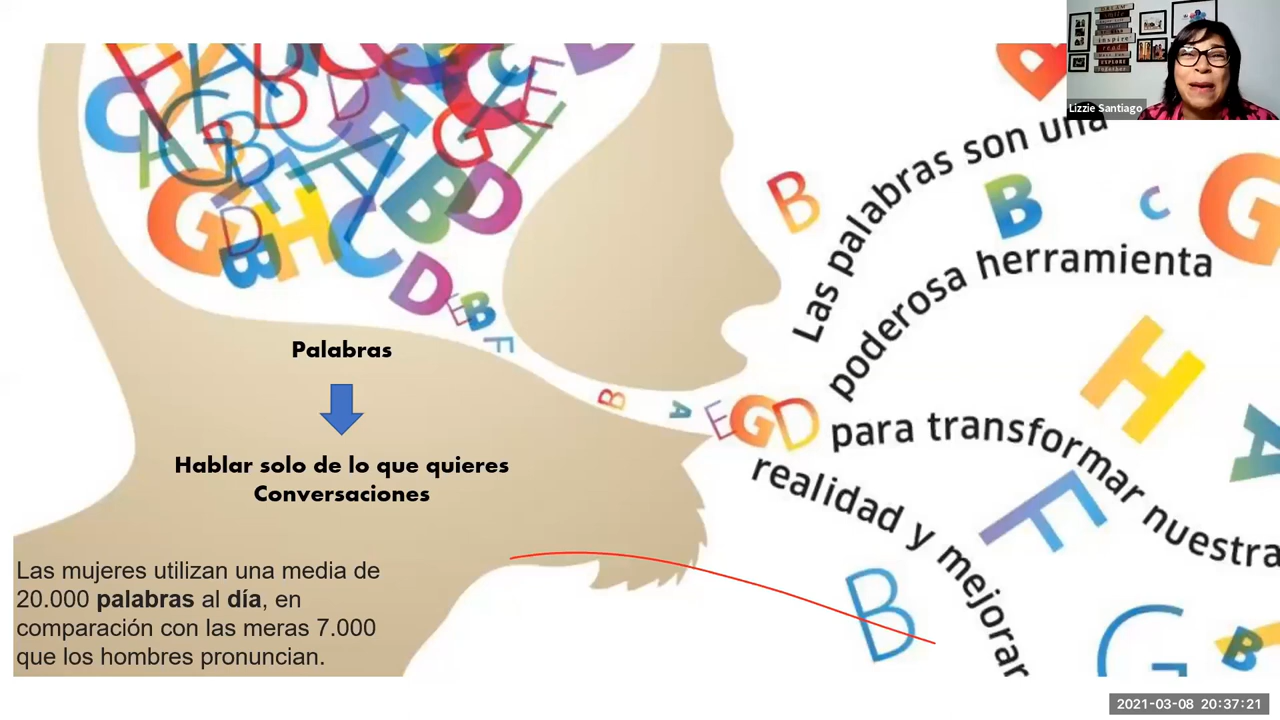 Lizzie Santiago
Las palabras son una
poderosa herramienta
para transformar nuestra
realidad y mejorar
Palabras
Hablar solo de lo que quieres
Conversaciones
Las mujeres utilizan una media de
20.000 palabras al día, en
comparación con las meras 7.000
que los hombres pronuncian.
2021-03-08 20:37:21